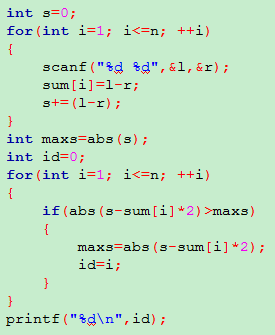 int s=0;
for(int i=1; i<=n; ++i)
{
scanf("%d %d",&l,&r);
sum[i]=l-r;
s+=(l-r);
}
int maxs=abs(s);
int id=0;
for(int i=1; i<=n; ++i)
{
if(abs(s-sum[i]*2)>maxs)
{
maxs=abs(s-sum[i]*2);
id=i;
}
}
printf("%d\n",id);